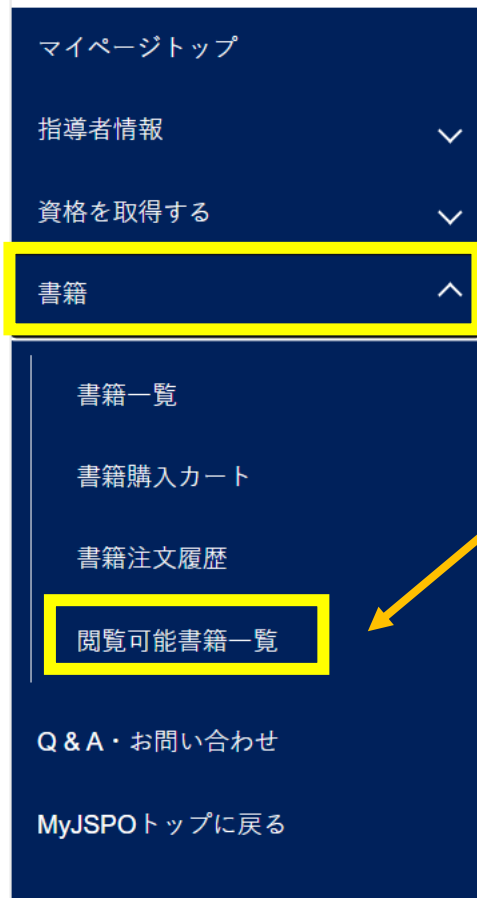 マイページトップ
指導者情報
資格を取得する
書籍
書籍一覧
書籍購入カート
書籍注文履歴
閲覧可能書籍一覧
Q & A・お問い合わせ
MyJSPOトップに戻る